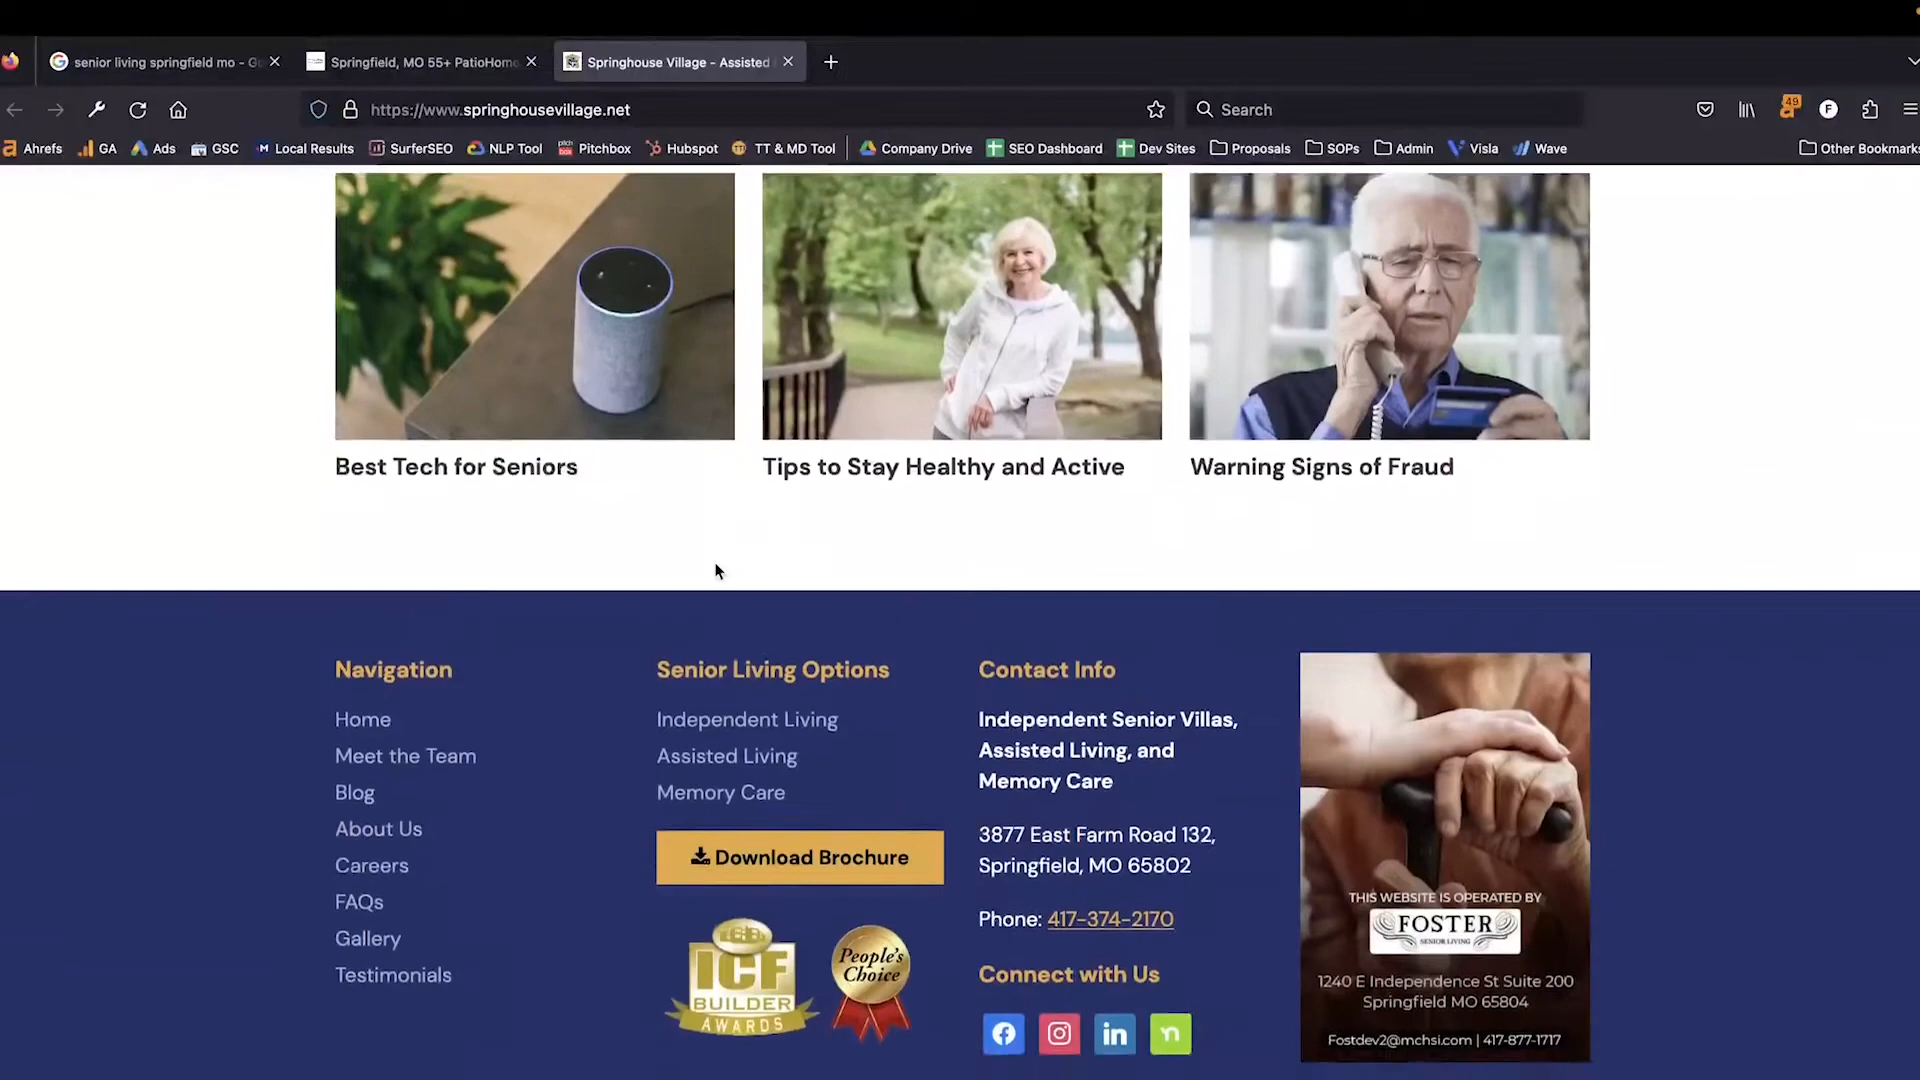 senior living springfield mo - G
Springfield, MO 55+ PatioHom
Springhouse Village - Assisted
https://www.springhousevillage.net
Search
49
F
Ahrefs
GA
Ads
GSC
Local Results
SurferSEO
NLP Tool
Pitchbox
Hubspot
TT & MD Tool
Company Drive
SEO Dashboard
Dev Sites
Proposals
SOPs
Admin
Visla
Wave
Other Bookmarks
Best Tech for Seniors
Tips to Stay Healthy and Active
Warning Signs of Fraud
Navigation
Home
Meet the Team
Blog
About Us
Careers
FAQs
Gallery
Testimonials
Senior Living Options
Independent Living
Assisted Living
Memory Care
Download Brochure
ICF
BUILDER
AWARDS
People's
Choice
Contact Info
Independent Senior Villas,
Assisted Living, and
Memory Care
3877 East Farm Road 132,
Springfield, MO 65802
Phone: 417-374-2170
Connect with Us
in
THIS WEBSITE IS OPERATED BY
FOSTER
SENIOR LIVING
1240 E Independence St Suite 200
Springfield MO 65804
Fostdev2@mchsi.com | 417-877-1717